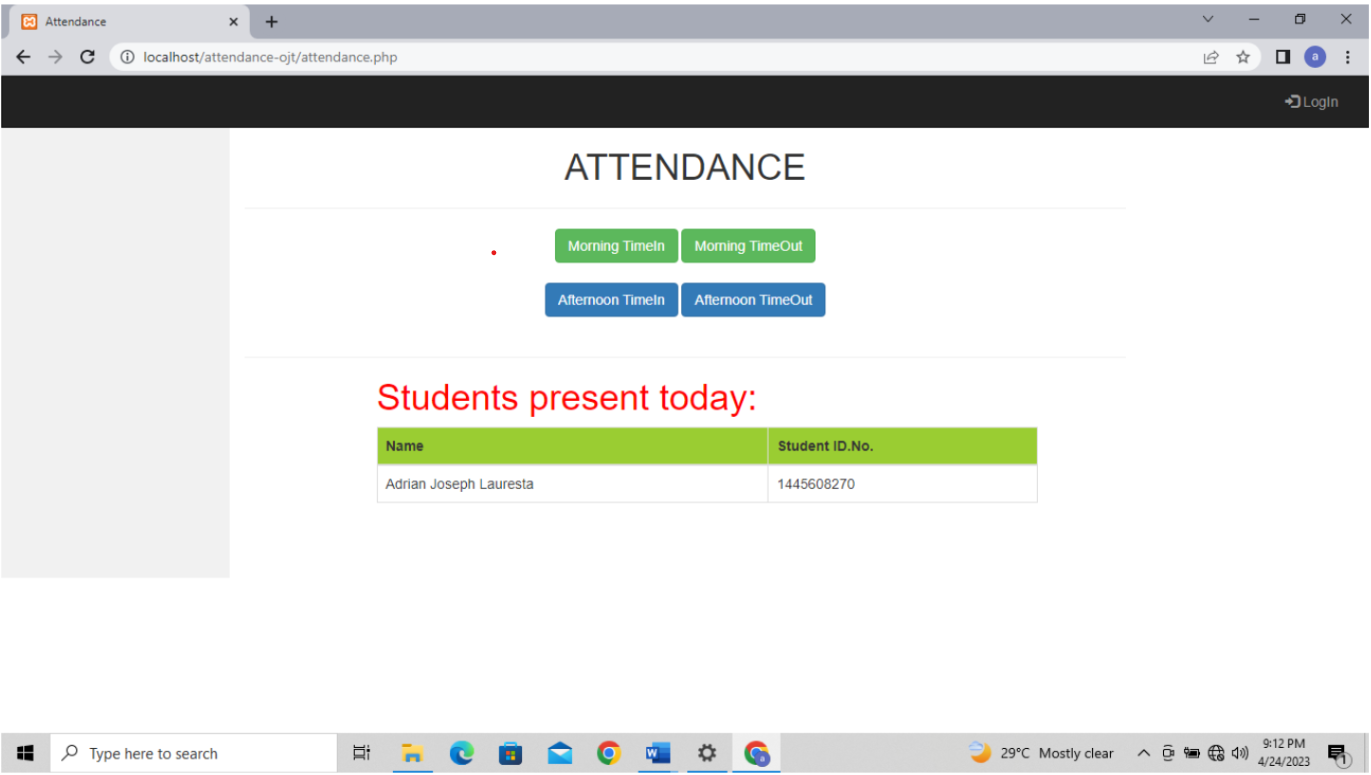 Attendance
localhost/attendance-ojt/attendance.php
a
LogIn
ATTENDANCE
Morning TimeIn Morning TimeOut
Afternoon TimeIn Afternoon TimeOut
Students present today:
Name Student ID.No.
Adrian Joseph Lauresta 1445608270
Type here to search
29°C Mostly clear
9:12 PM
4/24/2023
1